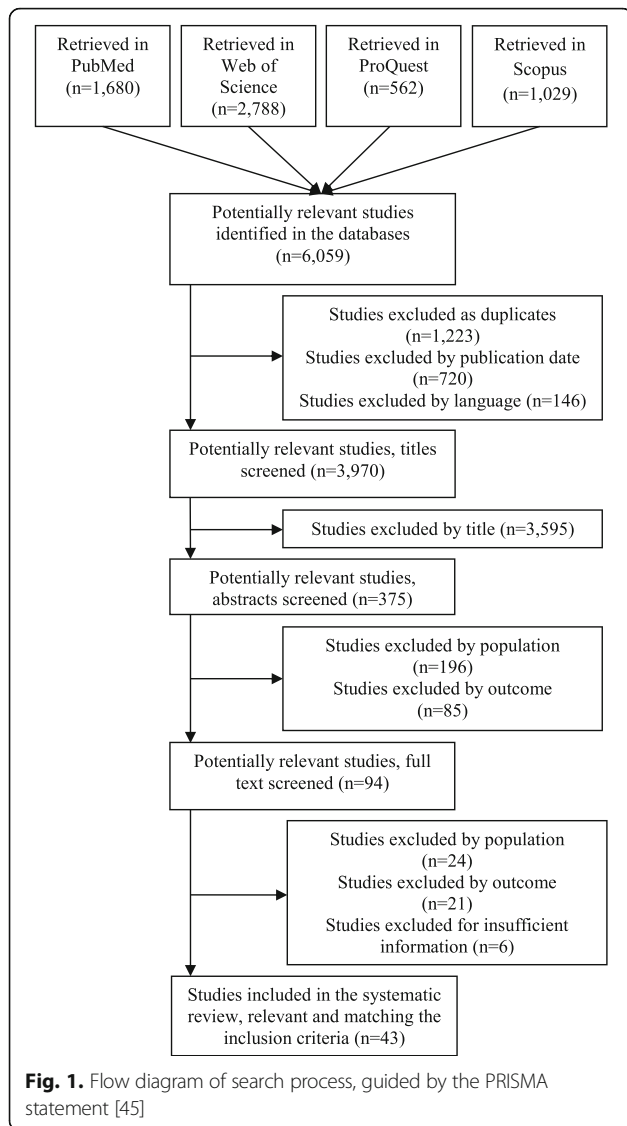 Retrieved in
PubMed
(n=1,680)
Retrieved in
Web of
Science
(n=2,788)
Retrieved in
ProQuest
(n=562)
Retrieved in
Scopus
(n=1,029)
Potentially relevant studies
identified in the databases
(n=6,059)
Studies excluded as duplicates
(n=1,223)
Studies excluded by publication date
(n=720)
Studies excluded by language (n=146)
Potentially relevant studies, titles
screened (n=3,970)
Studies excluded by title (n=3,595)
Potentially relevant studies,
abstracts screened (n=375)
Studies excluded by population
(n=196)
Studies excluded by outcome
(n=85)
Potentially relevant studies, full
text screened (n=94)
Studies excluded by population
(n=24)
Studies excluded by outcome
(n=21)
Studies excluded for insufficient
information (n=6)
Studies included in the systematic
review, relevant and matching the
inclusion criteria (n=43)
Fig. 1. Flow diagram of search process, guided by the PRISMA
statement [45]